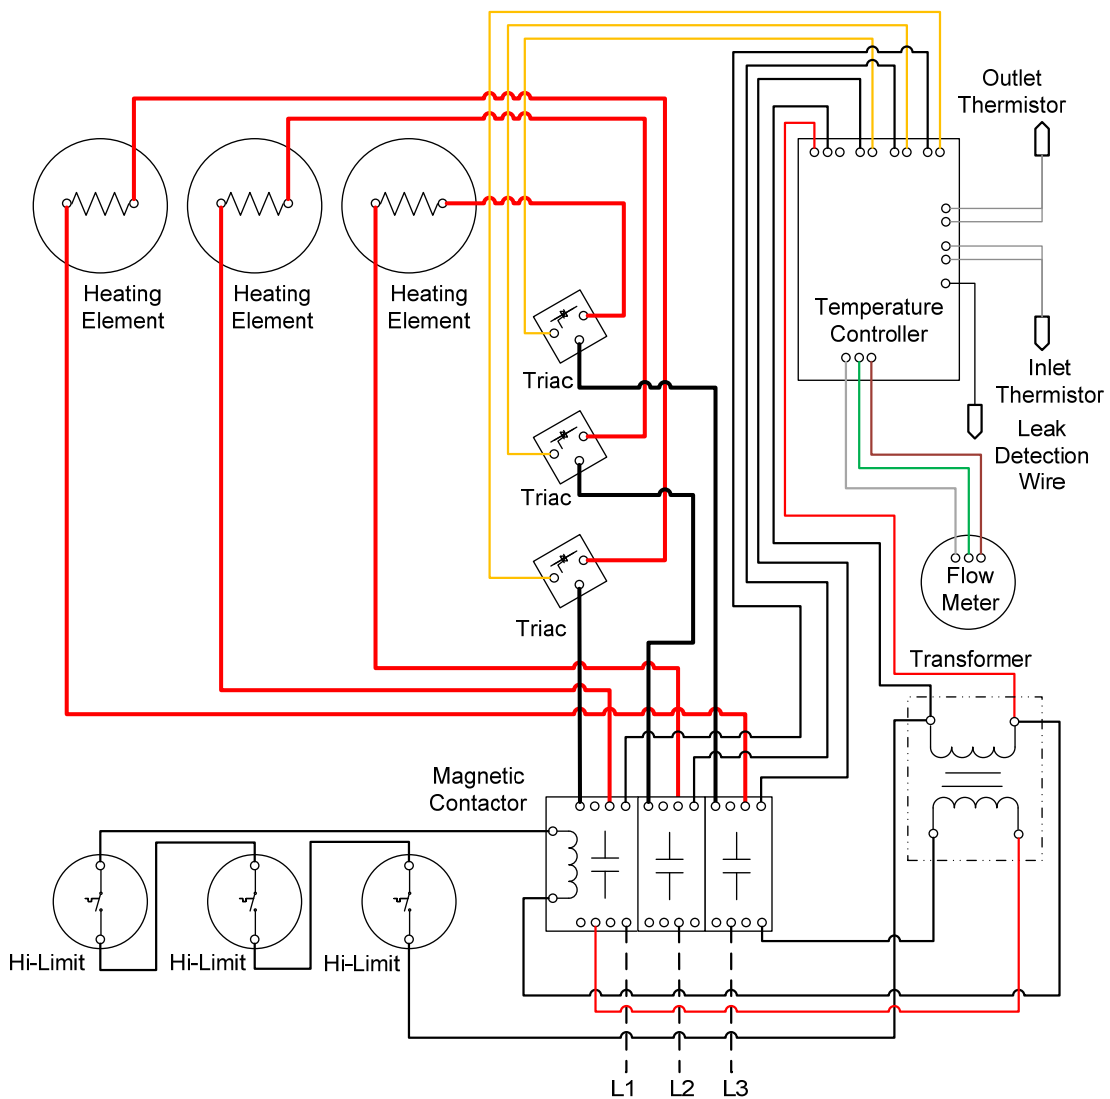 Outlet
Thermistor
Heating
Element
Heating
Element
Heating
Element
Temperature
Controller
Inlet
Thermistor
Triac
Leak
Detection
Wire
Triac
Flow
Meter
Triac
Transformer
Magnetic
Contactor
Hi-Limit
Hi-Limit
Hi-Limit
L1
L2
L3